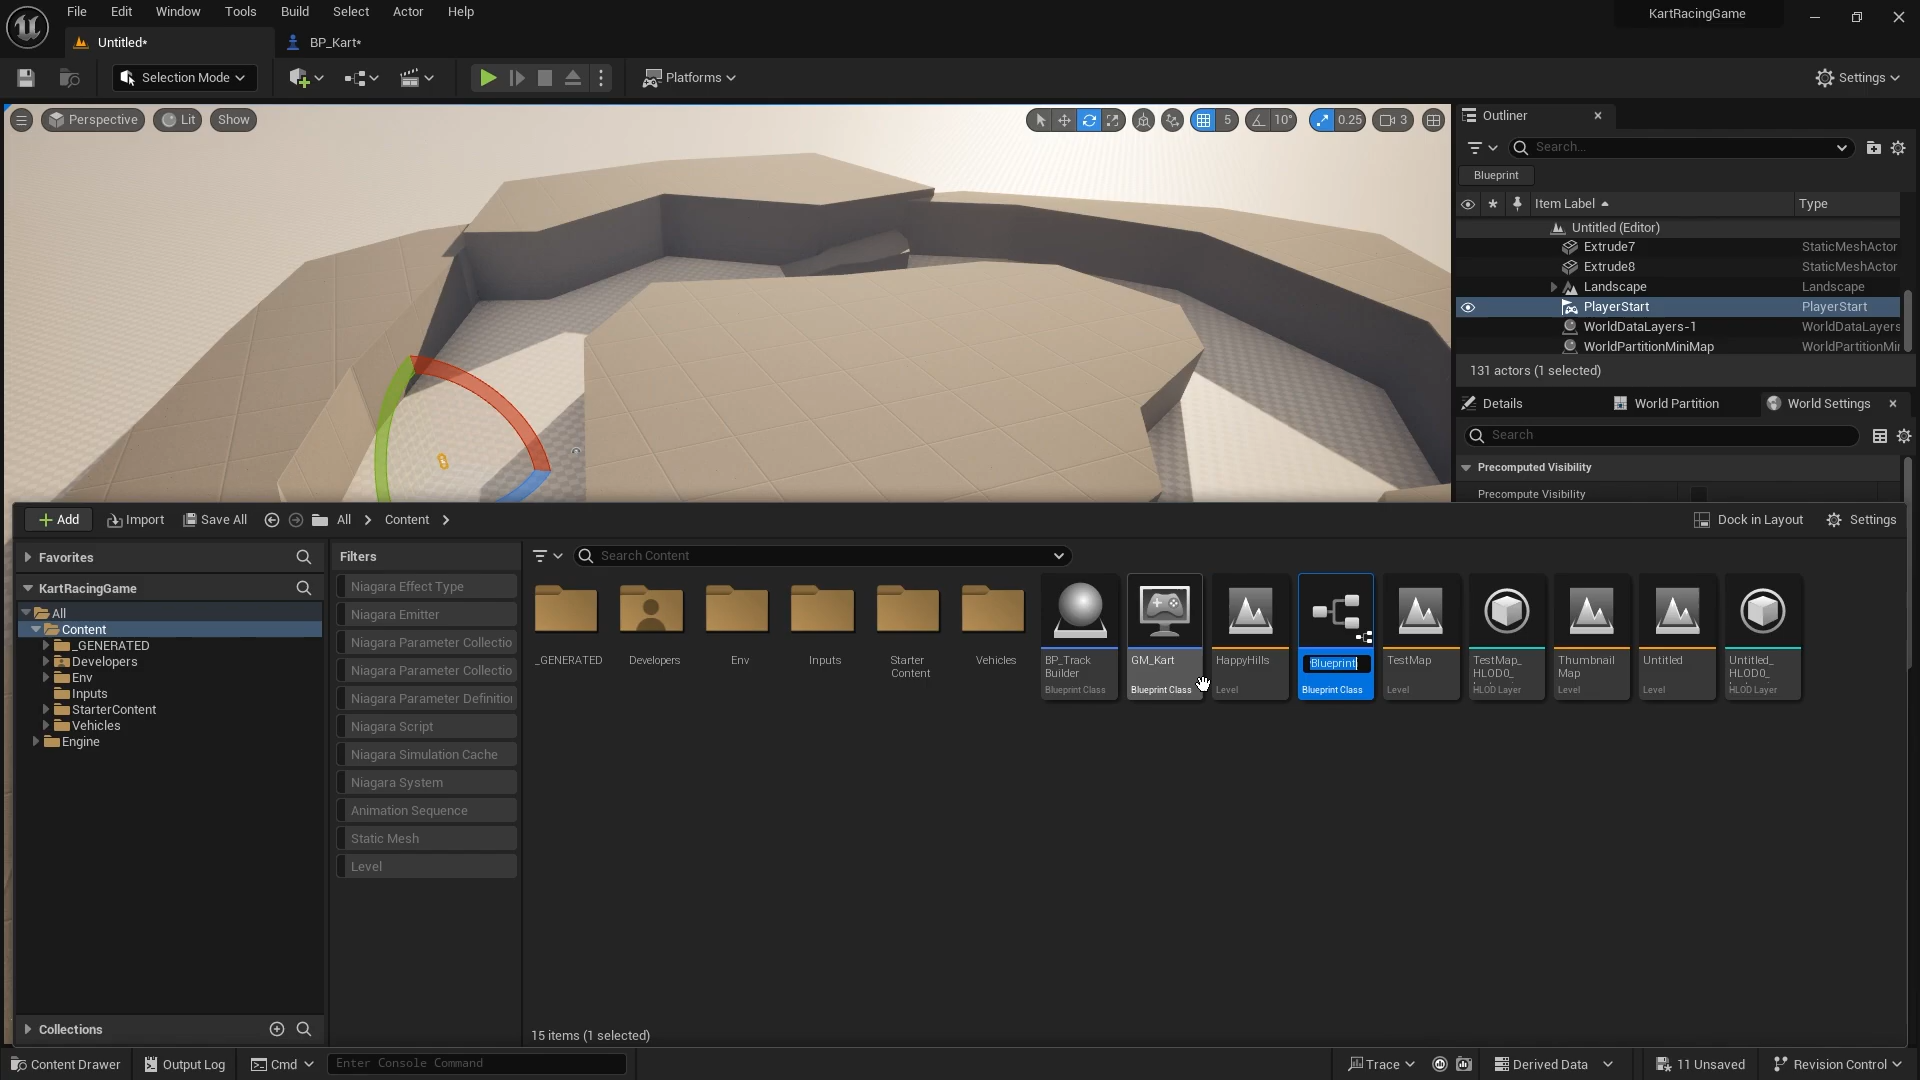 File Edit Window Tools Build Select Actor Help
KartRacingGame
Untitled*
BP_Kart*
Selection Mode
Platforms
Settings
Perspective
Lit
Show
5
10°
0.25
3
Outliner
Search...
Blueprint
Item Label
Type
Untitled (Editor)
Extrude7 StaticMeshActor
Extrude8 StaticMeshActor
Landscape Landscape
PlayerStart PlayerStart
WorldDataLayers-1 WorldDataLayers
WorldPartitionMiniMap WorldPartitionMin
131 actors (1 selected)
Details
World Partition
World Settings
Search
Precomputed Visibility
Precompute Visibility
Add
Import
Save All
All
Content
Dock in Layout
Settings
Favorites
KartRacingGame
All
Content
_GENERATED
Developers
Env
Inputs
StarterContent
Vehicles
Engine
Collections
Filters
Niagara Effect Type
Niagara Emitter
Niagara Parameter Collectio
Niagara Parameter Collectio
Niagara Parameter Definition
Niagara Script
Niagara Simulation Cache
Niagara System
Animation Sequence
Static Mesh
Level
Search Content
_GENERATED
Developers
Env
Inputs
Starter
Content
Vehicles
BP_Track
Builder
Blueprint Class
GM_Kart
Blueprint Class
HappyHills
Level
Blueprint
Blueprint Class
TestMap
Level
TestMap_
HLOD0_
HLOD Layer
Thumbnail
Map
Level
Untitled
Level
Untitled_
HLOD0_
HLOD Layer
15 items (1 selected)
Content Drawer
Output Log
Cmd
Enter Console Command
Trace
Derived Data
11 Unsaved
Revision Control